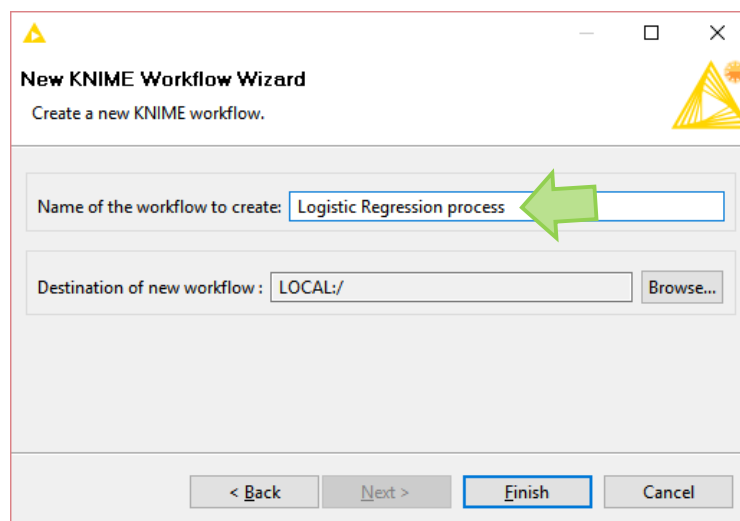 New KNIME Workflow Wizard
Create a new KNIME workflow.
Name of the workflow to create: Logistic Regression process
Destination of new workflow : LOCAL:/ Browse...
< Back Next > Finish Cancel